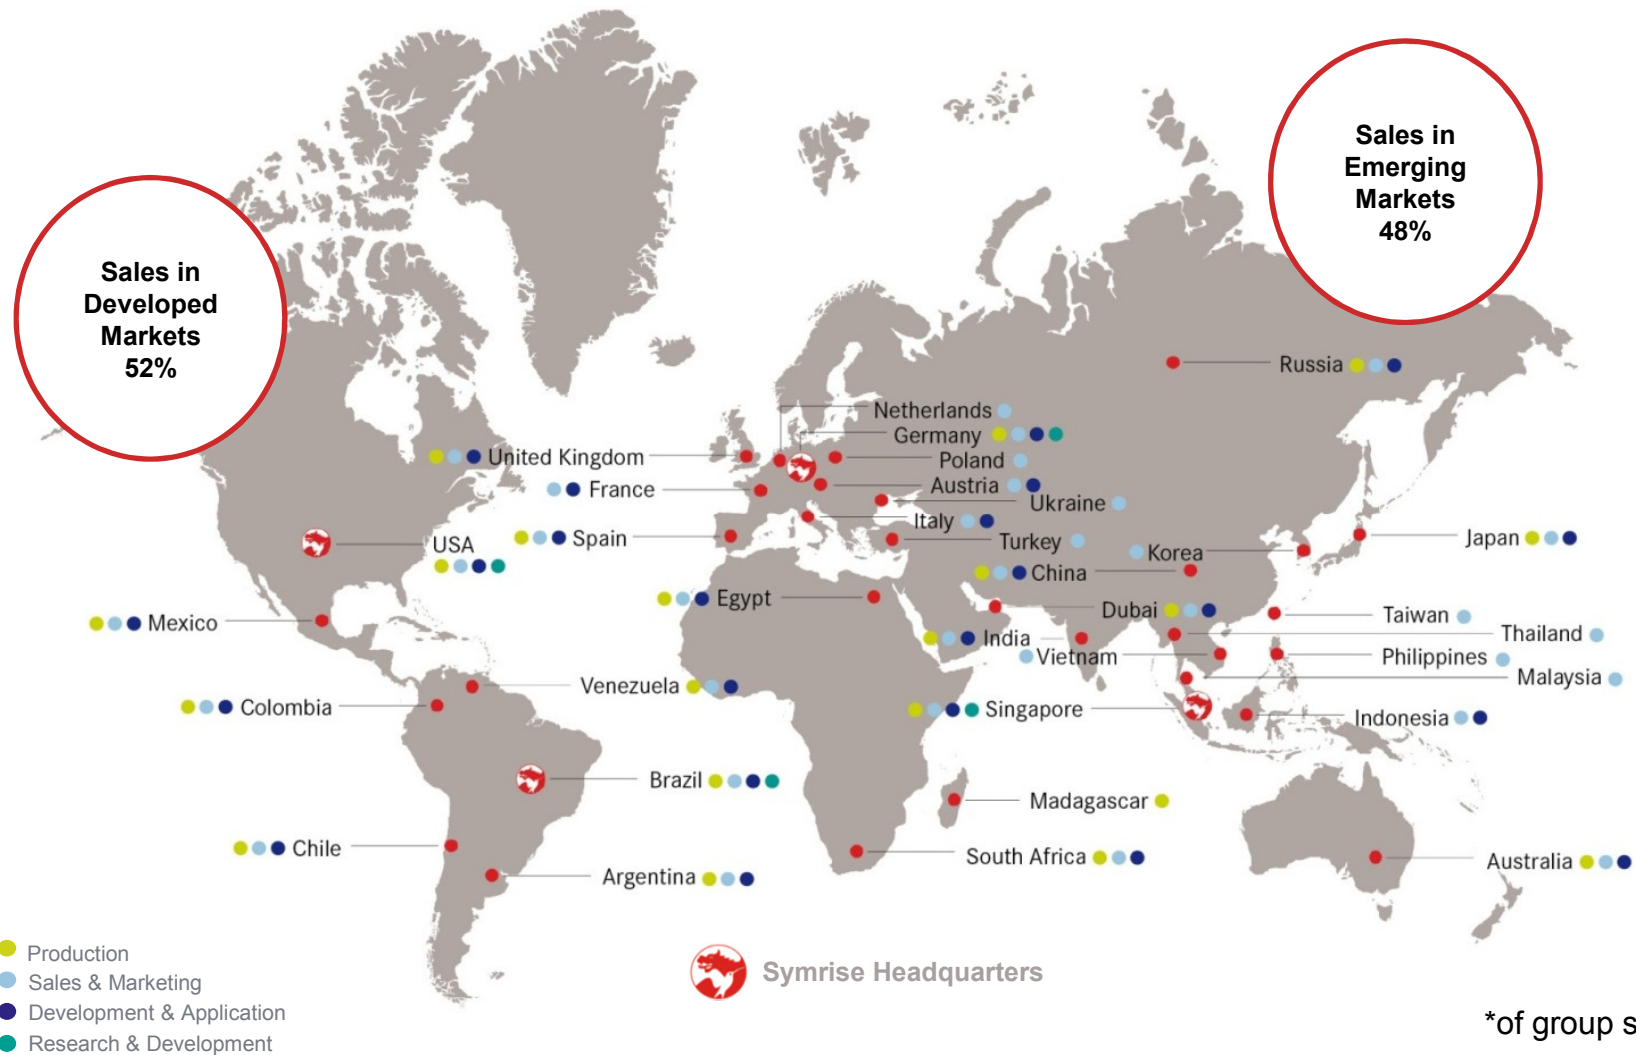 Sales in
Emerging
Markets
48%
Sales in
Developed
Markets
52%
Russia
Netherlands
Germany
United Kingdom
Poland
France
Austria
Ukraine
Italy
Spain
USA
Turkey
Korea
Japan
China
Egypt
Dubai
Mexico
Taiwan
India
Thailand
Vietnam
Philippines
Malaysia
Venezuela
Colombia
Singapore
Indonesia
Brazil
Madagascar
Chile
South Africa
Australia
Argentina
Production
Sales & Marketing
Development & Application
Research & Development
Symrise Headquarters
*of group s